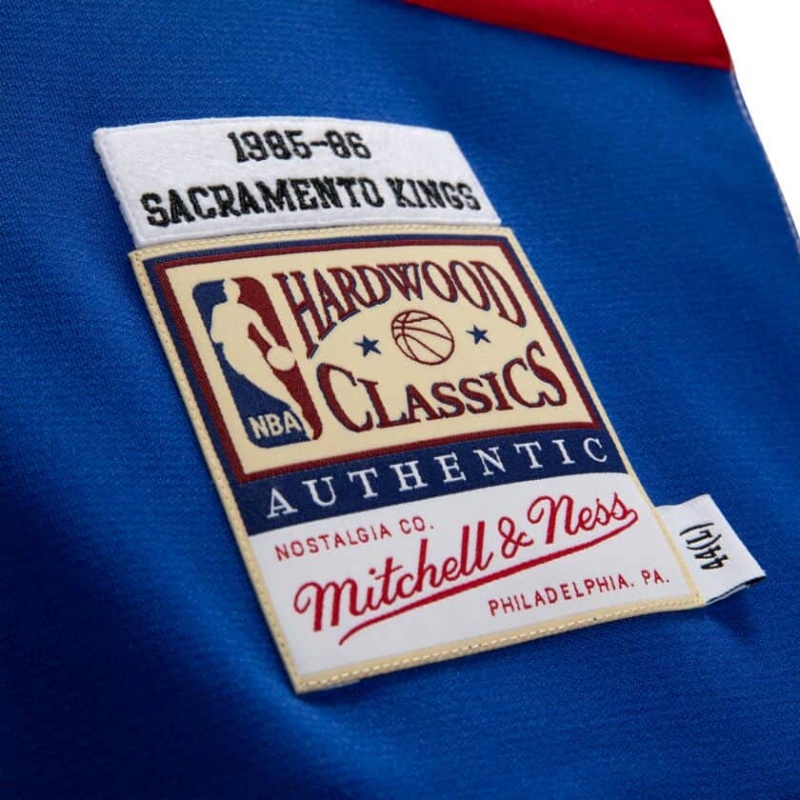 1985-86
SACRAMENTO KINGS
HARDWOOD
CLASSICS
NBA
AUTHENTIC
NOSTALGIA CO.
Mitchell & Ness
PHILADELPHIA. PA.
44(L)